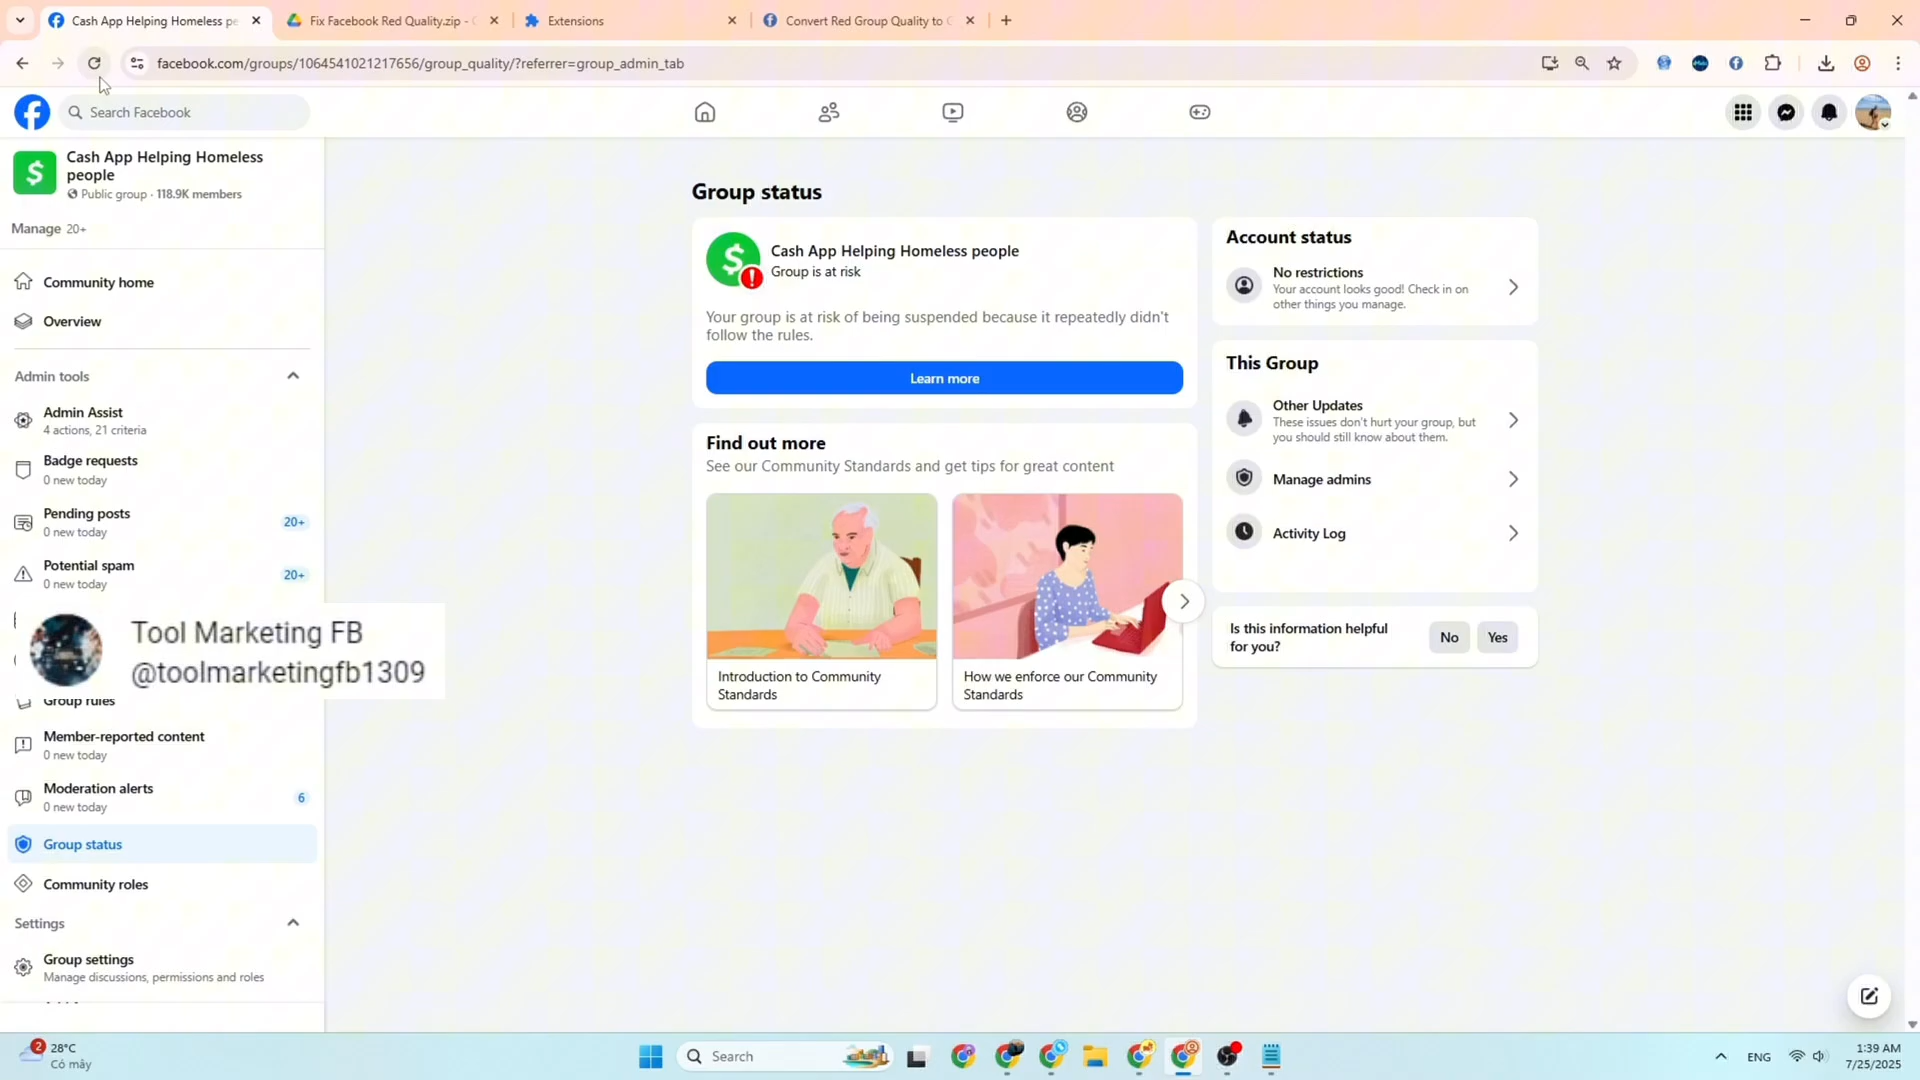 Cash App Helping Homeless pe
Fix Facebook Red Quality.zip - G
Extensions
Convert Red Group Quality to G
facebook.com/groups/1064541021217656/group_quality/?referrer=group_admin_tab
Search Facebook
Cash App Helping Homeless
people
Public group · 118.9K members
Manage 20+
Community home
Overview
Admin tools
Admin Assist
4 actions, 21 criteria
Badge requests
0 new today
Pending posts
0 new today
20+
Potential spam
0 new today
20+
Tool Marketing FB
@toolmarketingfb1309
Group rules
Member-reported content
0 new today
Moderation alerts
0 new today
6
Group status
Community roles
Settings
Group settings
Manage discussions, permissions and roles
Group status
Cash App Helping Homeless people
Group is at risk
Your group is at risk of being suspended because it repeatedly didn't
follow the rules.
Learn more
Find out more
See our Community Standards and get tips for great content
Introduction to Community
Standards
How we enforce our Community
Standards
Account status
No restrictions
Your account looks good! Check in on
other things you manage.
This Group
Other Updates
These issues don't hurt your group, but
you should still know about them.
Manage admins
Activity Log
Is this information helpful
for you?
No
Yes
2
28°C
Có mây
Search
ENG
1:39 AM
7/25/2025